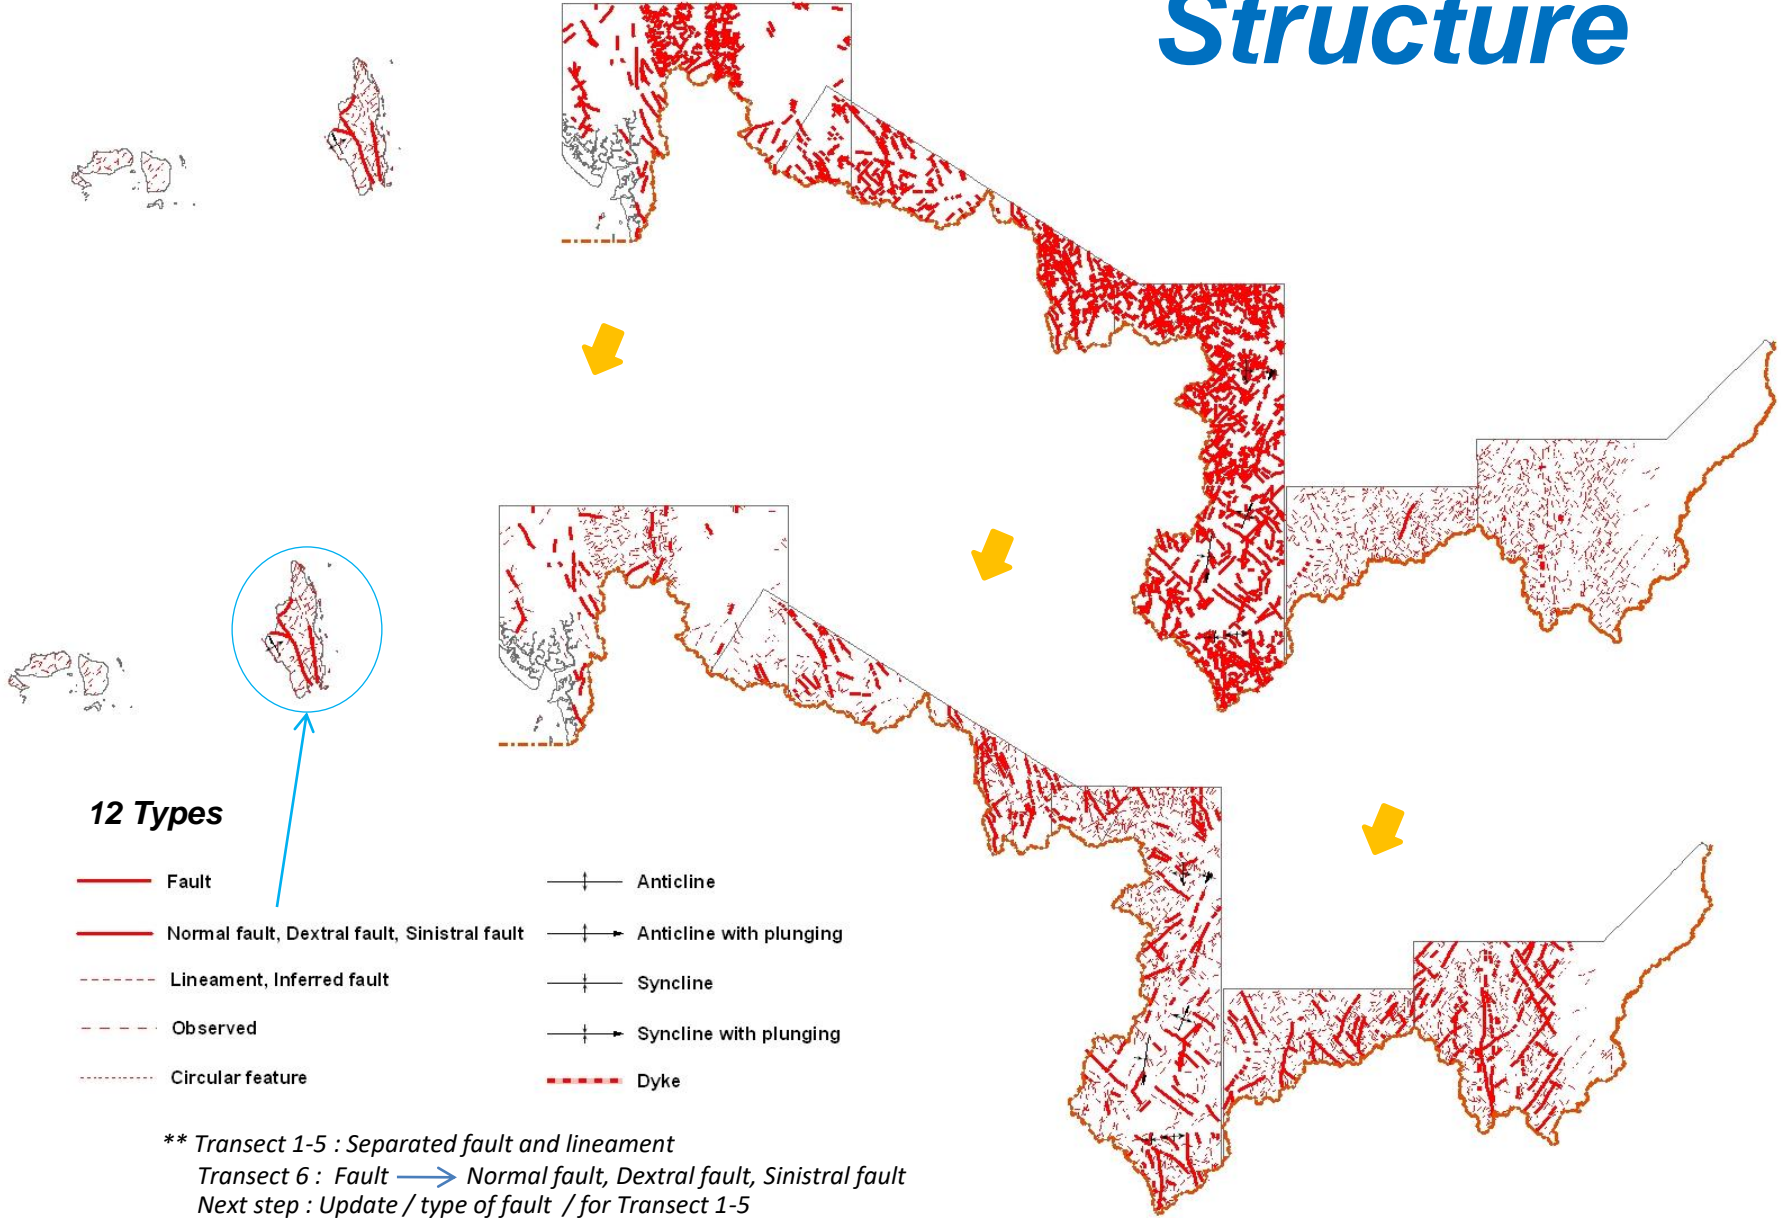 Structure
12 Types
Fault
Normal fault, Dextral fault, Sinistral fault
Lineament, Inferred fault
Observed
Circular feature
Anticline
Anticline with plunging
Syncline
Syncline with plunging
Dyke
** Transect 1-5 : Separated fault and lineament
Transect 6 : Fault ⟶ Normal fault, Dextral fault, Sinistral fault
Next step : Update / type of fault / for Transect 1-5